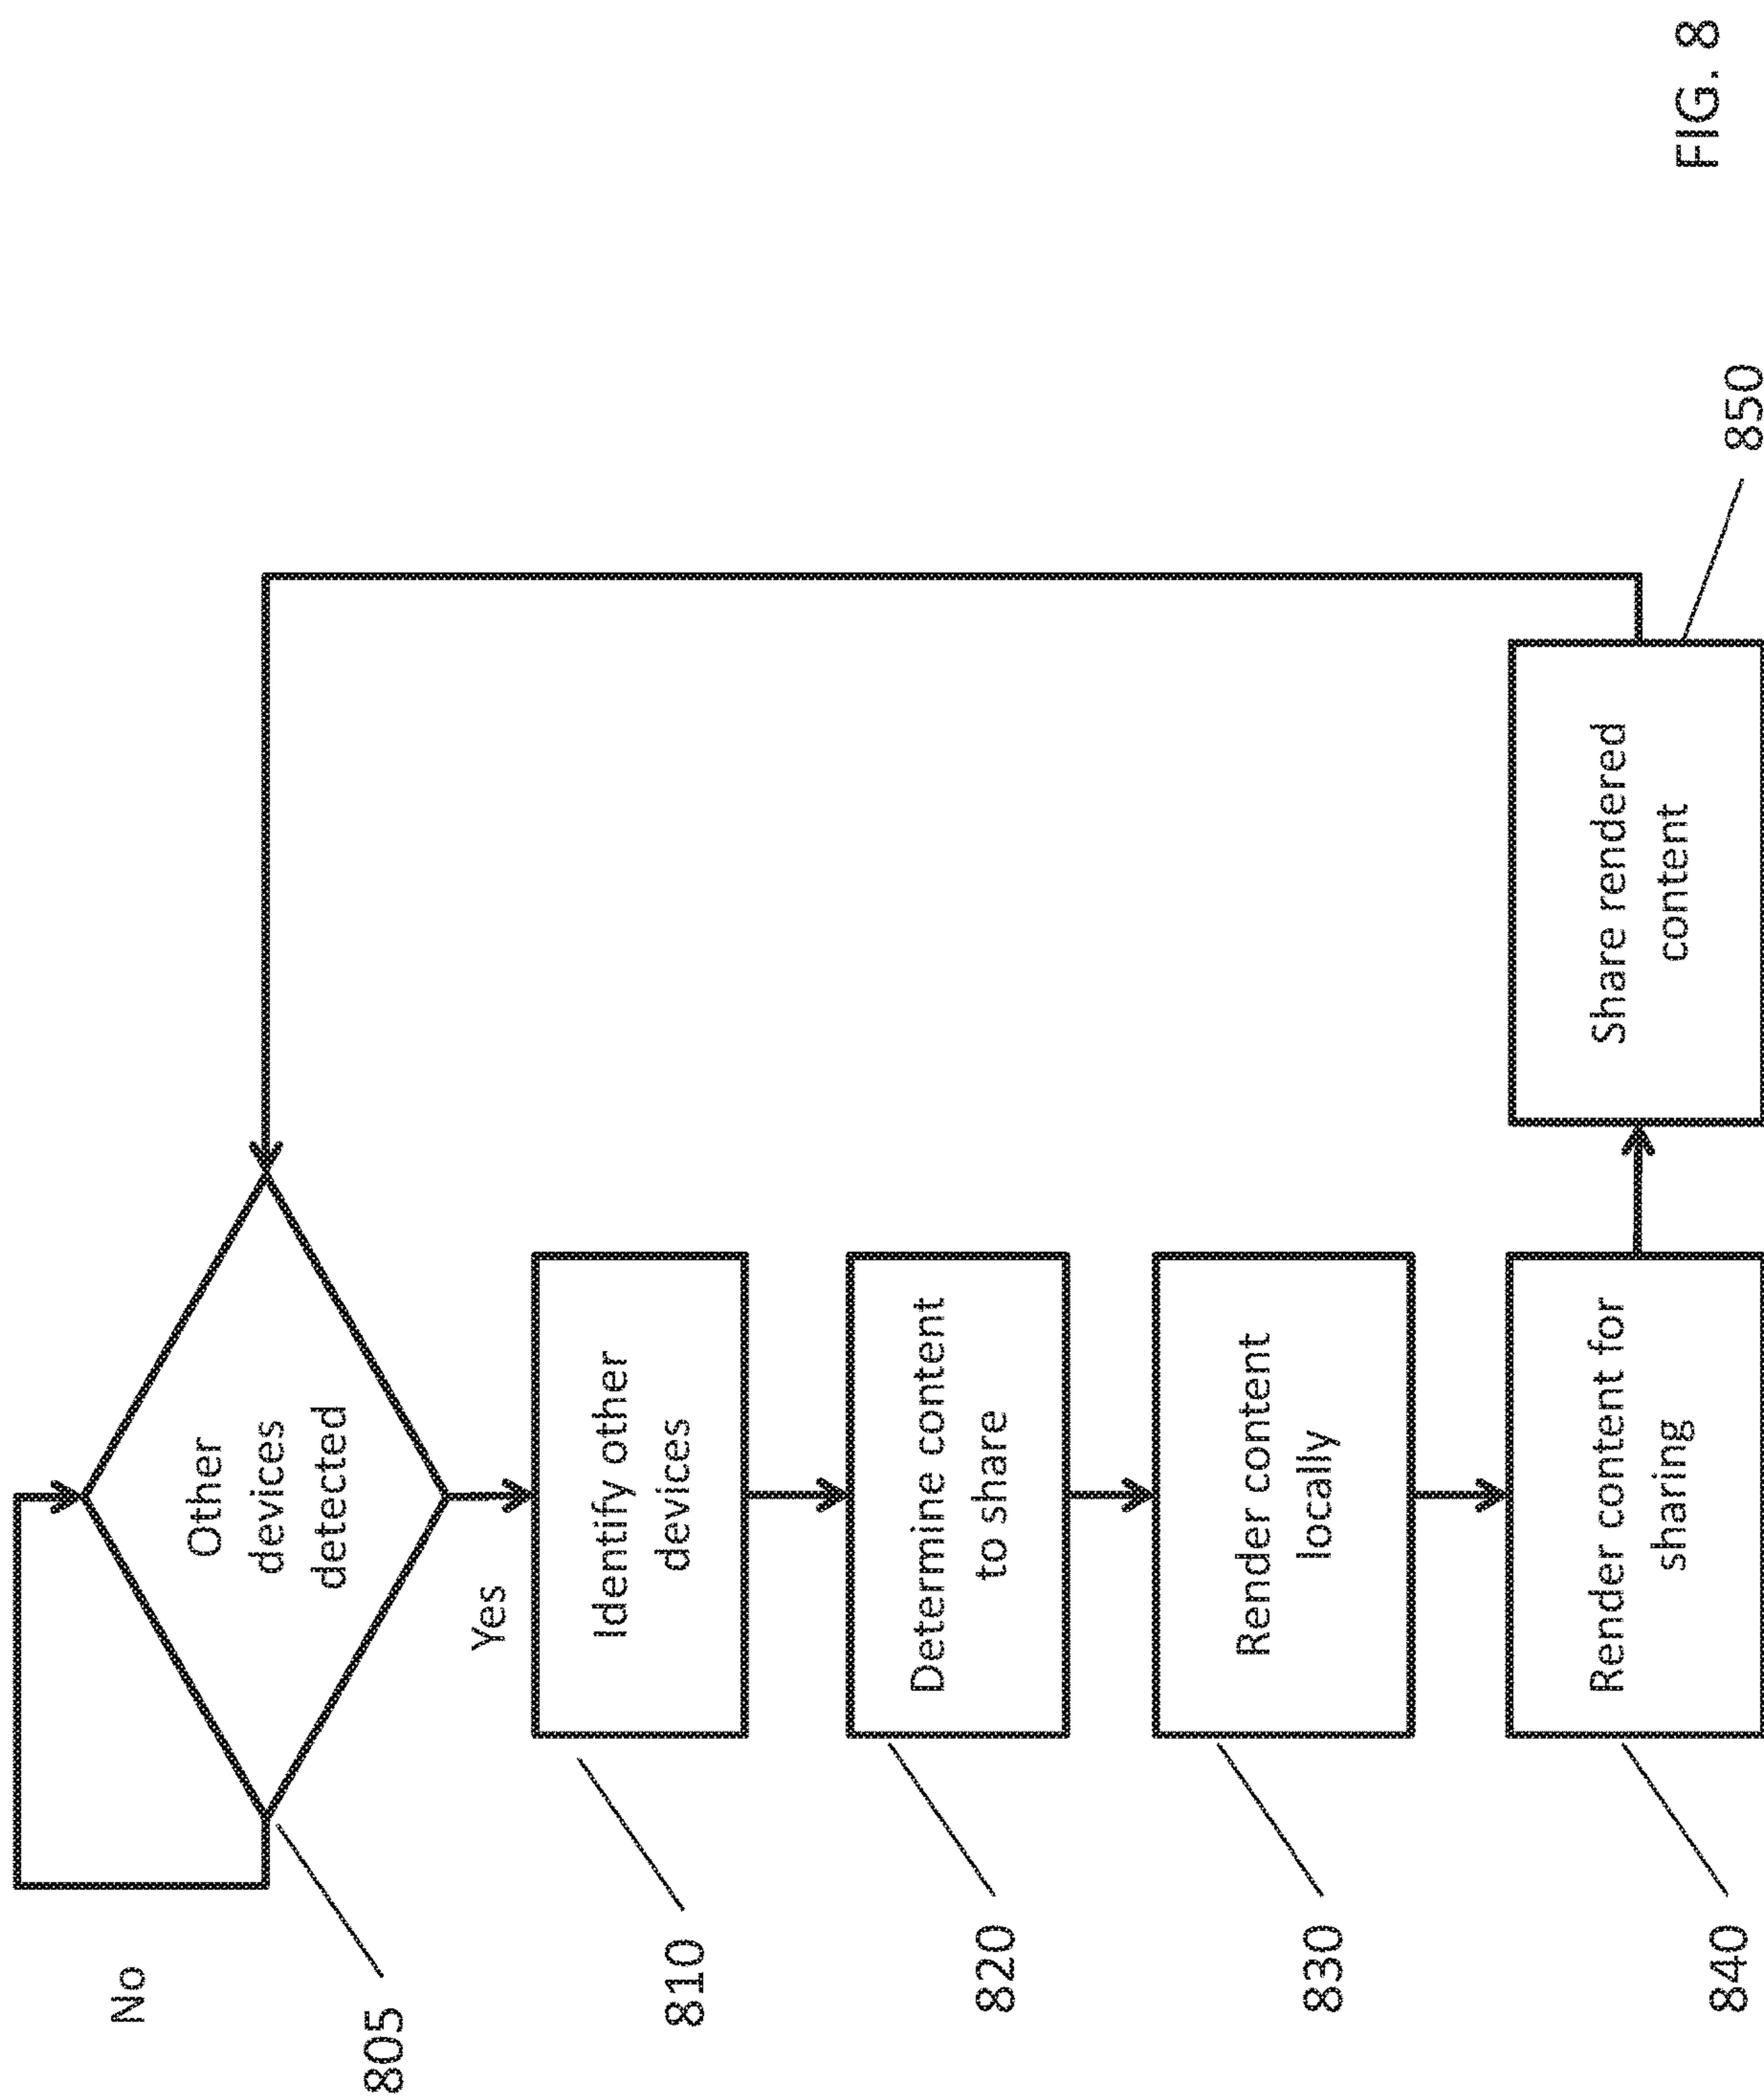 No
805
Other
devices
detected
Yes
810
Identify other
devices
820
Determine content
to share
830
Render content
locally
840
Render content for
sharing
Share rendered
content
850
FIG. 8